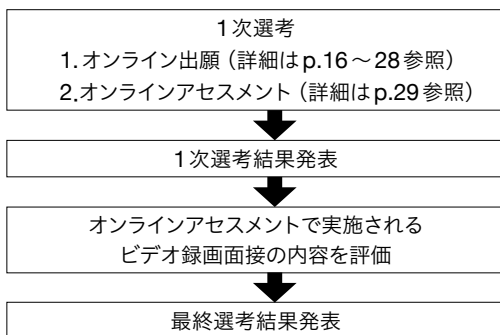 1次選考
1. オンライン出願（詳細はp.16～28参照）
2.オンラインアセスメント（詳細はp.29参照）
1次選考結果発表
オンラインアセスメントで実施される
ビデオ録画面接の内容を評価
最終選考結果発表